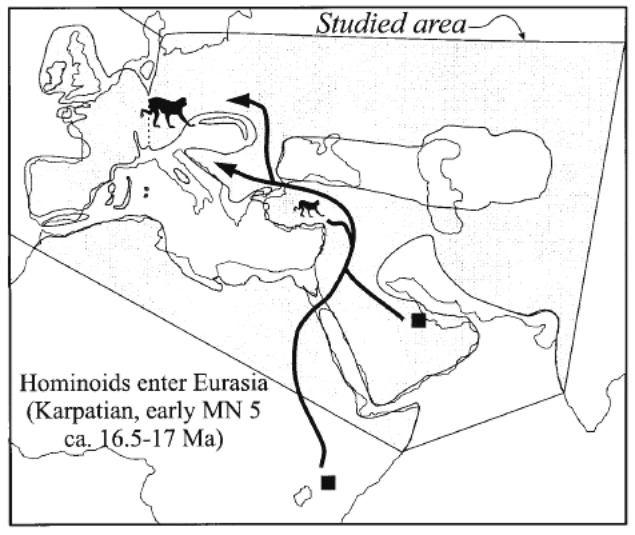 Studied area
Hominoids enter Eurasia
(Karpatian, early MN 5
ca. 16.5-17 Ma)